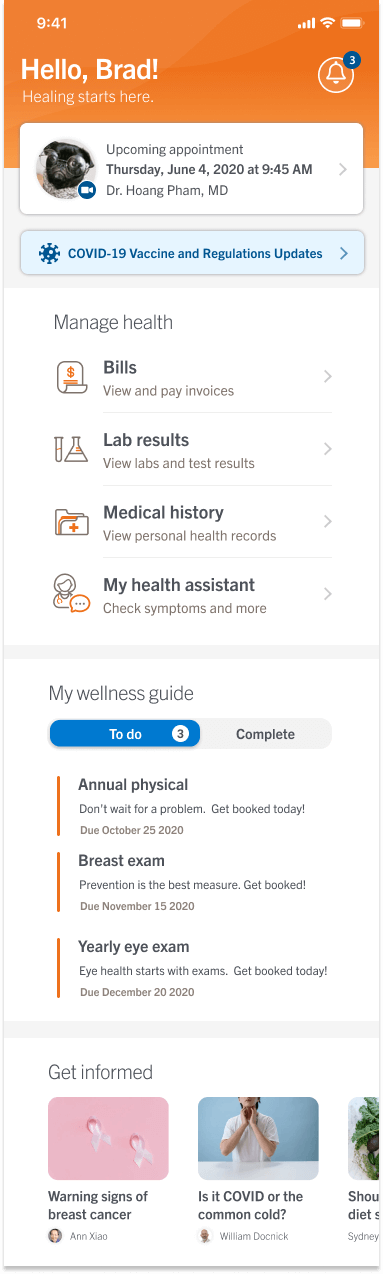 9:41
Hello, Brad!
3
Healing starts here.
Upcoming appointment
Thursday, June 4, 2020 at 9:45 AM
Dr. Hoang Pham, MD
COVID-19 Vaccine and Regulations Updates
Manage health
$
Bills
View and pay invoices
Lab results
View labs and test results
Medical history
View personal health records
My health assistant
Check symptoms and more
My wellness guide
To do 3 Complete
Annual physical
Don't wait for a problem. Get booked today!
Due October 25 2020
Breast exam
Prevention is the best measure. Get booked!
Due November 15 2020
Yearly eye exam
Eye health starts with exams. Get booked today!
Due December 20 2020
Get informed
Warning signs of
breast cancer
Ann Xiao
Is it COVID or the
common cold?
William Docnick
Shou
diet s
Sydney